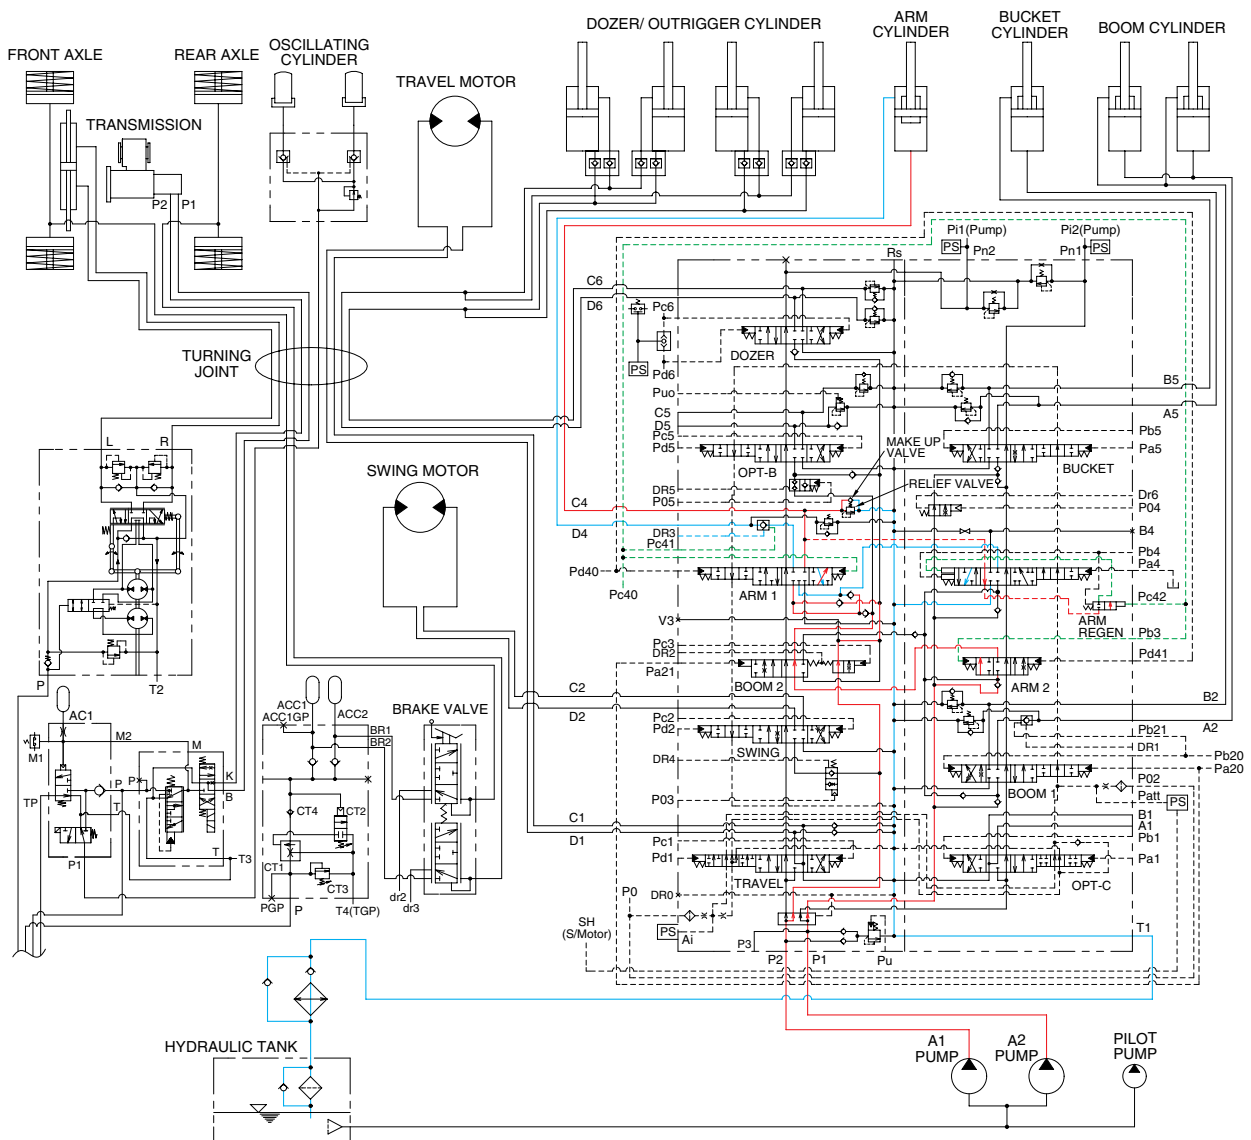 DOZER/ OUTRIGGER CYLINDER
ARM
CYLINDER
BUCKET
CYLINDER
BOOM CYLINDER
FRONT AXLE
REAR AXLE
OSCILLATING
CYLINDER
TRAVEL MOTOR
TRANSMISSION
P2
P1
TURNING
JOINT
Pi1(Pump)
Pi2(Pump)
PS
Pn2
Pn1
PS
Rs
C6
D6
Pc6
DOZER
PS
Pd6
Puo
C5
D5
Pc5
Pd5
OPT-B
MAKE UP
VALVE
RELIEF VALVE
B5
A5
Pb5
Pa5
BUCKET
L
R
SWING MOTOR
DR5
P05
C4
D4
DR3
Pc41
Pd40
Pc40
ARM 1
Dr6
P04
B4
Pb4
Pa4
Pc42
ARM
REGEN
Pb3
Pd41
V3
Pc3
DR2
Pa21
BOOM 2
ARM 2
P
T2
C2
D2
Pc2
Pd2
SWING
DR4
P03
B2
A2
Pb21
DR1
Pb20
Pa20
P02
Patt
PS
BOOM 1
AC1
M1
M2
M
P
P
K
B
T
TP
T
T3
P1
ACC1
ACC1GP
ACC2
BR1
BR2
BRAKE VALVE
CT4
CT2
CT1
CT3
PGP
P
T4(TGP)
dr2
dr3
C1
D1
Pc1
Pd1
TRAVEL
B1
A1
Pb1
Pa1
OPT-C
P0
DR0
SH
(S/Motor)
PS
Ai
P3
P2
P1
Pu
T1
HYDRAULIC TANK
A1
PUMP
A2
PUMP
PILOT
PUMP